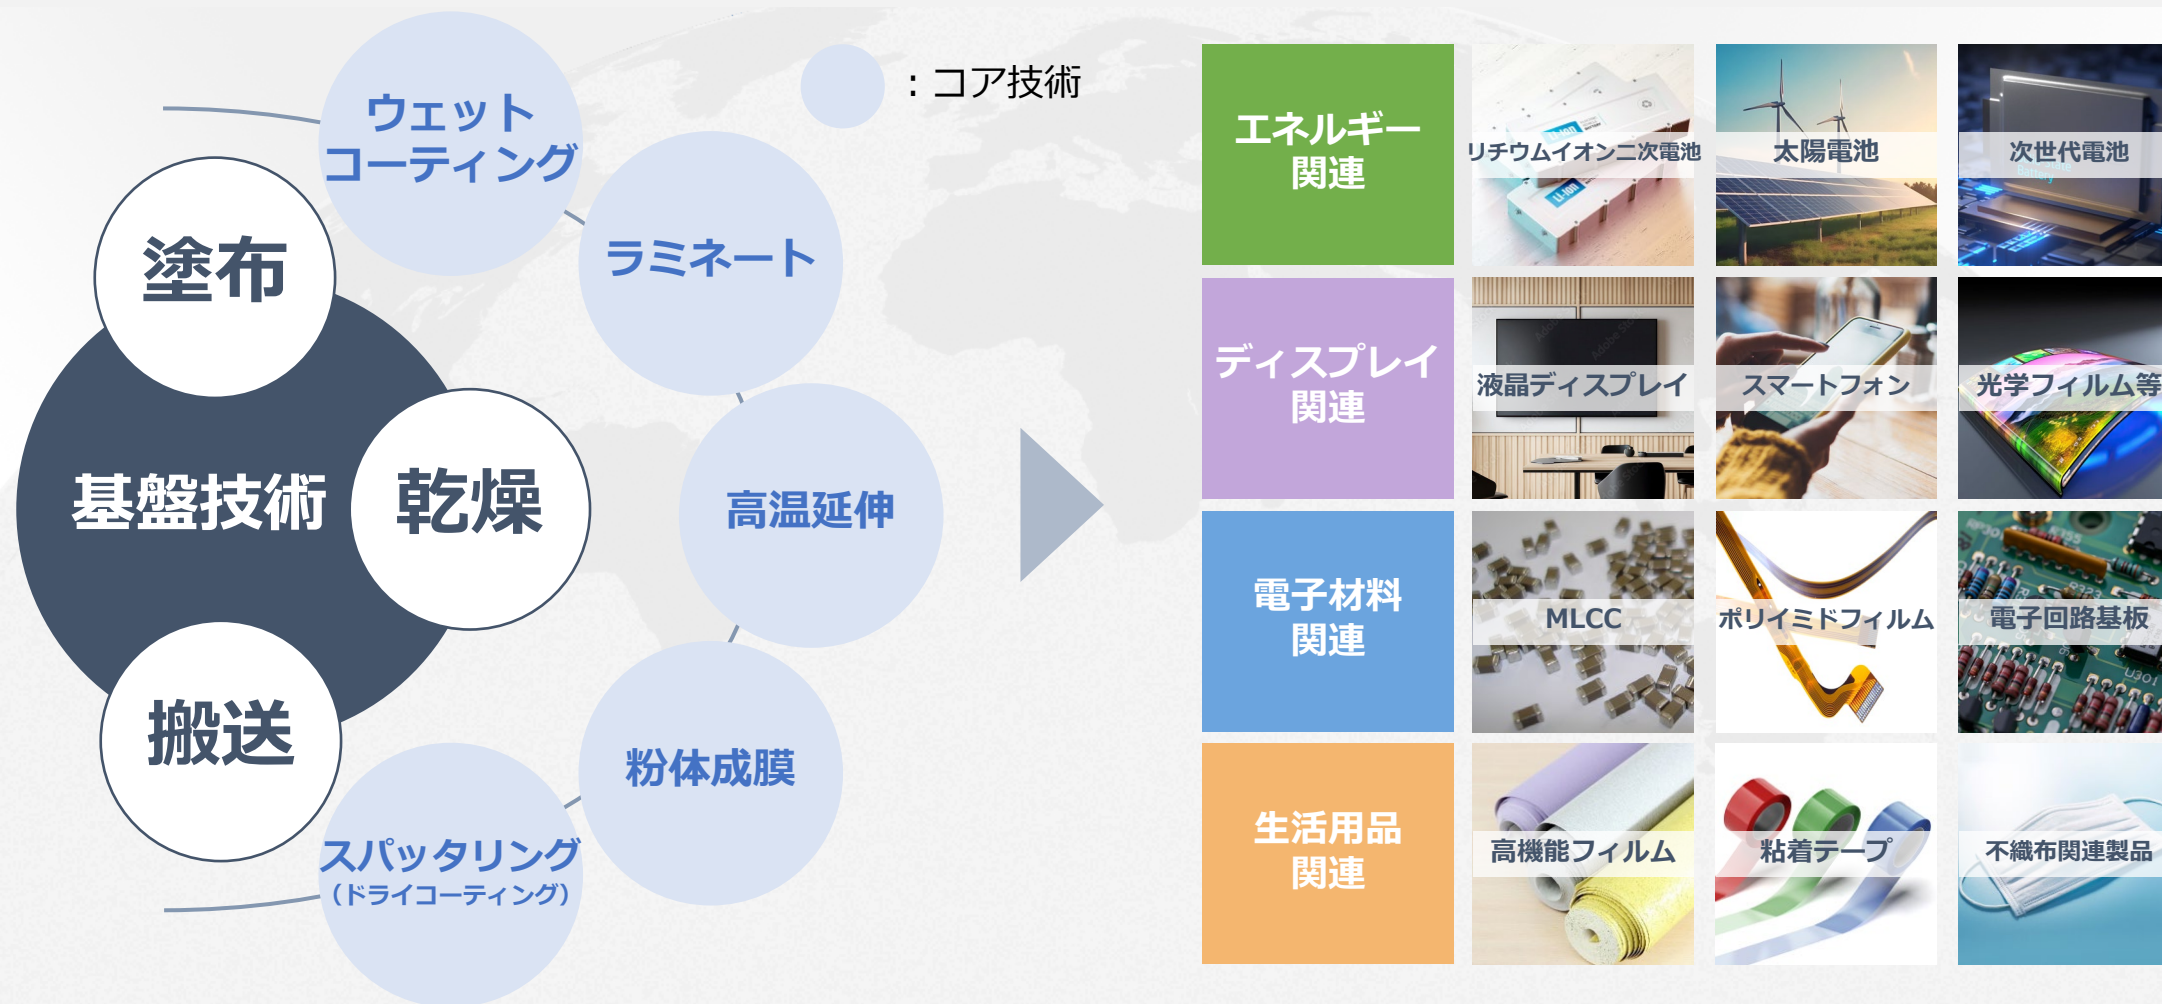 ウェット
コーティング
ラミネート
高温延伸
粉体成膜
スパッタリング
（ドライコーティング）
塗布
基盤技術
乾燥
搬送
：コア技術
エネルギー
関連
リチウムイオン二次電池
Li-ion
Li-ion
太陽電池
次世代電池
Battery
ディスプレイ
関連
液晶ディスプレイ
スマートフォン
光学フィルム等
電子材料
関連
MLCC
ポリイミドフィルム
電子回路基板
U301
生活用品
関連
高機能フィルム
粘着テープ
不織布関連製品